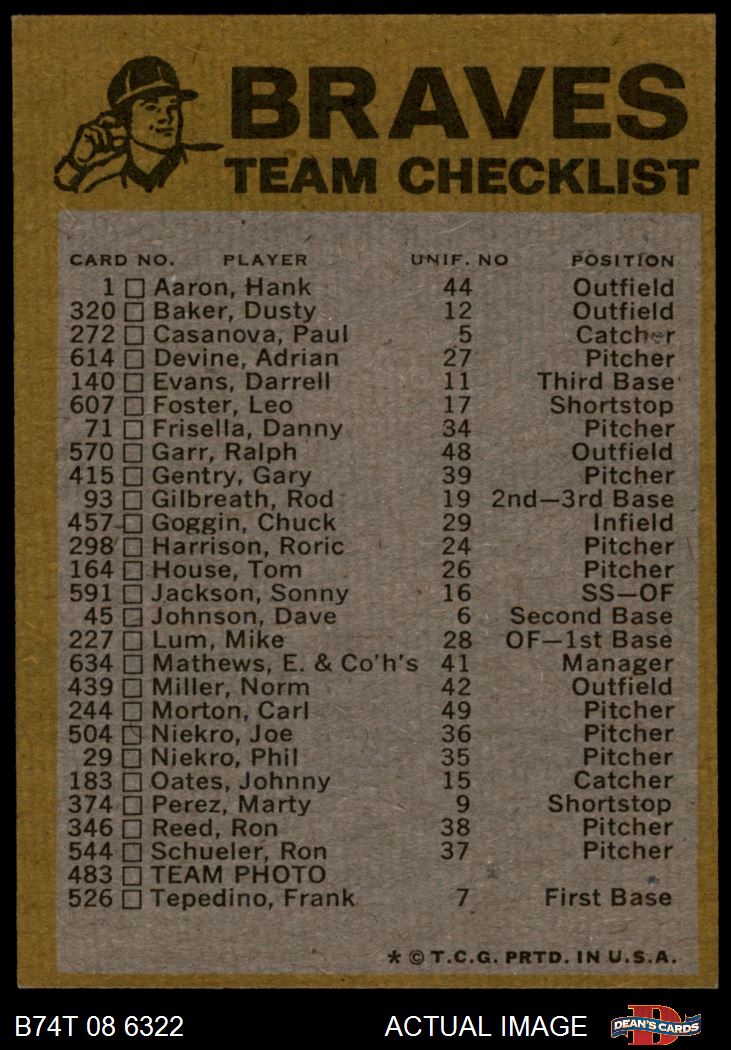 BRAVES
TEAM CHECKLIST
CARD NO. PLAYER UNIF. NO POSITION
1 Aaron, Hank 44 Outfield
320 Baker, Dusty 12 Outfield
272 Casanova, Paul 5 Catcher
614 Devine, Adrian 27 Pitcher
140 Evans, Darrell 11 Third Base
607 Foster, Leo 17 Shortstop
71 Frisella, Danny 34 Pitcher
570 Garr, Ralph 48 Outfield
415 Gentry, Gary 39 Pitcher
93 Gilbreath, Rod 19 2nd—3rd Base
457 Goggin, Chuck 29 Infield
298 Harrison, Roric 24 Pitcher
164 House, Tom 26 Pitcher
591 Jackson, Sonny 16 SS—OF
45 Johnson, Dave 6 Second Base
227 Lum, Mike 28 OF—1st Base
634 Mathews, E. & Co'h's 41 Manager
439 Miller, Norm 42 Outfield
244 Morton, Carl 49 Pitcher
504 Niekro, Joe 36 Pitcher
29 Niekro, Phil 35 Pitcher
183 Oates, Johnny 15 Catcher
374 Perez, Marty 9 Shortstop
346 Reed, Ron 38 Pitcher
544 Schueler, Ron 37 Pitcher
483 TEAM PHOTO
526 Tepedino, Frank 7 First Base
* © T.C.G. PRTD. IN U.S.A.
B74T 08 6322 ACTUAL IMAGE DEAN'S CARDS